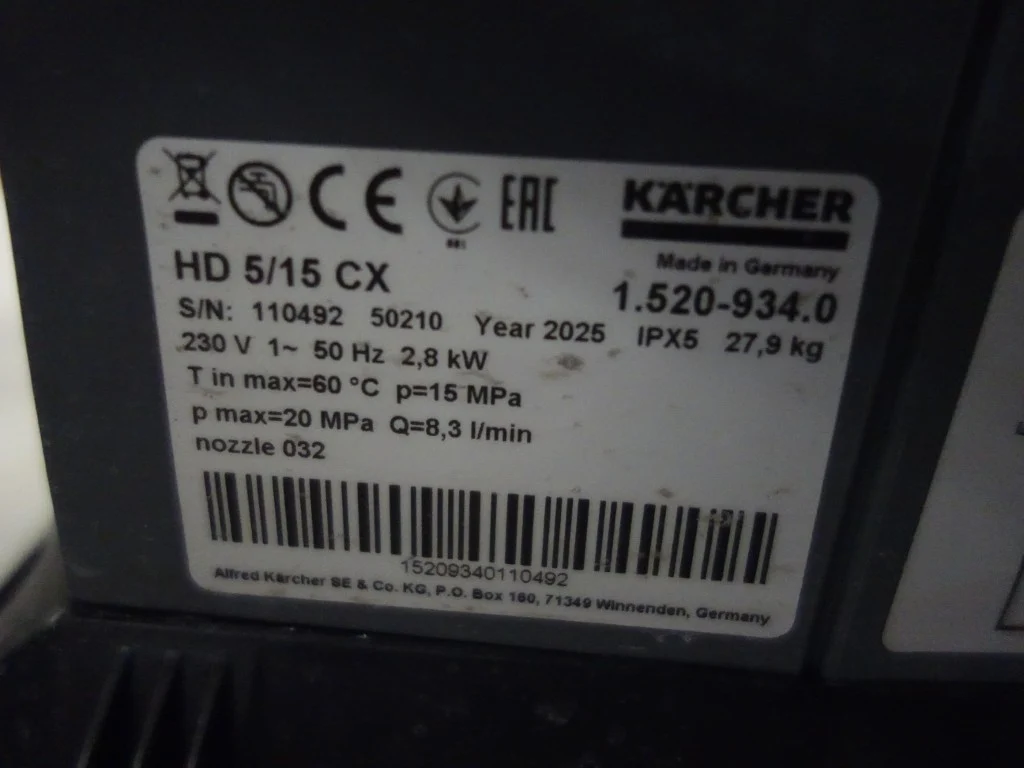 CE EAC KÄRCHER
Made in Germany
HD 5/15 CX
1.520-934.0
S/N: 110492 50210 Year 2025 IPX5 27,9 kg
230 V 1~ 50 Hz 2,8 kW
T in max=60 °C p=15 MPa
p max=20 MPa Q=8,3 l/min
nozzle 032
15209340110492
Alfred Kärcher SE & Co. KG, P.O. Box 160, 71349 Winnenden, Germany